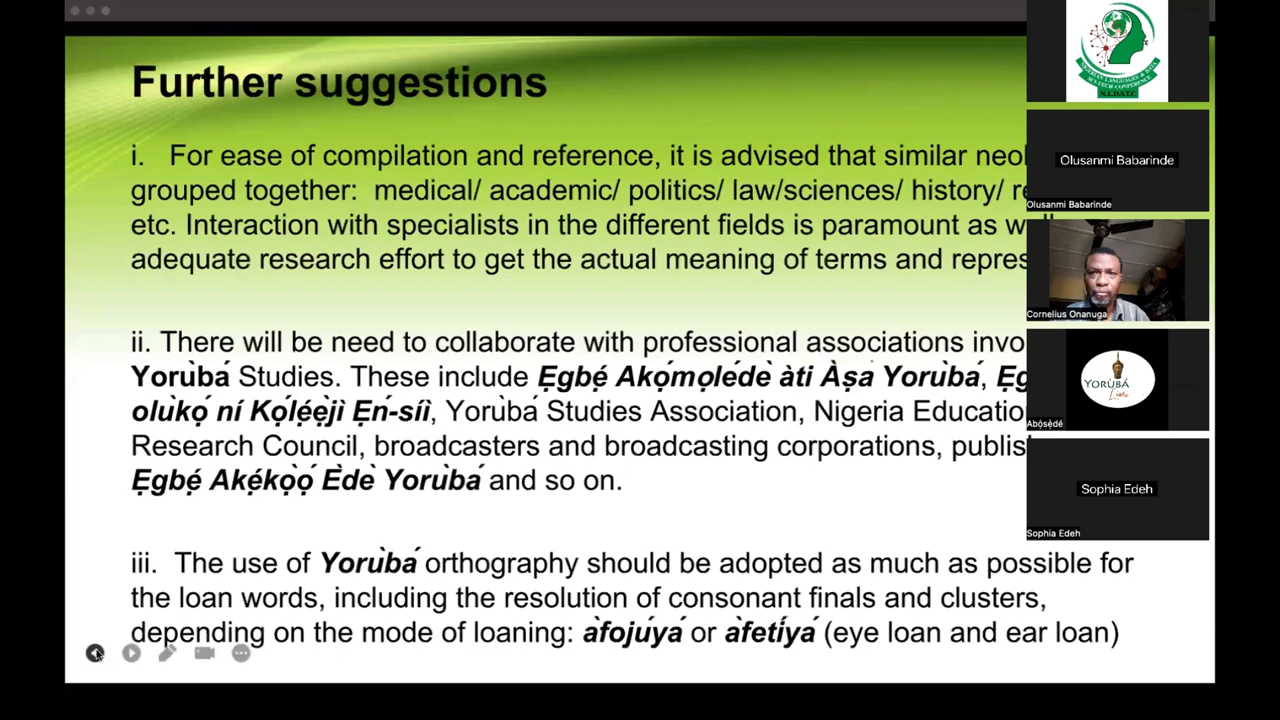 Further suggestions
i. For ease of compilation and reference, it is advised that similar
grouped together: medical/ academic/ politics/ law/sciences/ history/
etc. Interaction with specialists in the different fields is paramount as
adequate research effort to get the actual meaning of terms and
ii. There will be need to collaborate with professional associations
Yorùbá Studies. These include Ẹgbẹ́ Akọ́mọlédè àti Àṣà Yorùbá,
olùkọ́ ní Kọ́lẹ́ẹ̀jì Ẹ́n-síì, Yorùbá Studies Association, Nigeria
Research Council, broadcasters and broadcasting corporations,
Ẹgbẹ́ Akẹ́kọ̀ọ́ Èdè Yorùbá and so on.
iii. The use of Yorùbá orthography should be adopted as much as possible for
the loan words, including the resolution of consonant finals and clusters,
depending on the mode of loaning: àfojúyá or àfetíyá (eye loan and ear loan)
N.L.D.S.T.C.
Olusanmi Babarinde
Olusanmi Babarinde
Cornelius Onanuga
YORÙBÁ
Abọ́sẹ̀dé
Sophia Edeh
Sophia Edeh